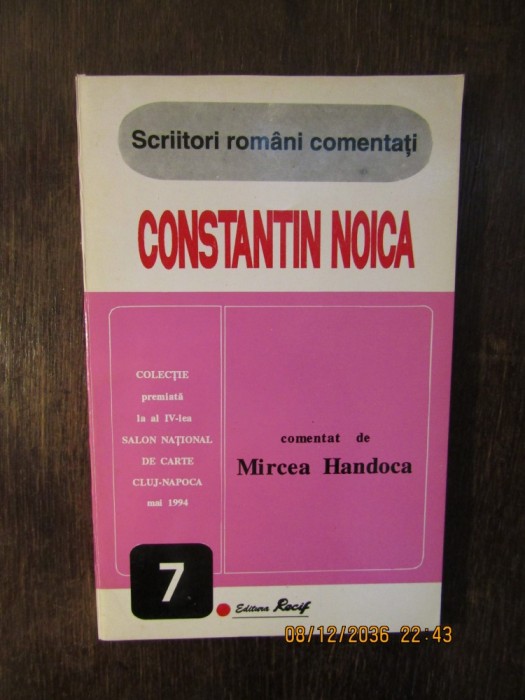 Scriitori români comentați
CONSTANTIN NOICA
COLECȚIE
premiată
la al IV-lea
SALON NAȚIONAL
DE CARTE
CLUJ-NAPOCA
mai 1994
comentat de
Mircea Handoca
7
Editura Recif
08/12/2036 22:43